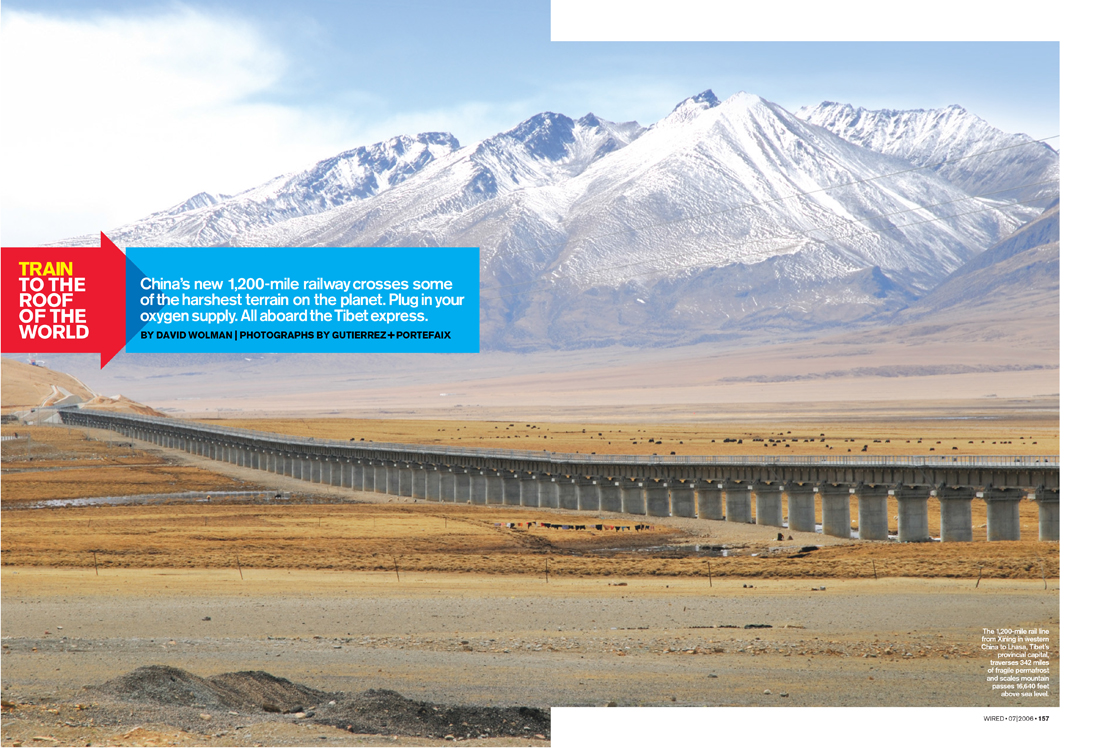 TRAIN
TO THE
ROOF
OF THE
WORLD
China's new 1,200-mile railway crosses some
of the harshest terrain on the planet. Plug in your
oxygen supply. All aboard the Tibet express.
BY DAVID WOLMAN | PHOTOGRAPHS BY GUTIERREZ+PORTEFAIX
The 1,200-mile rail line
from Xining in western
China to Lhasa, Tibet's
provincial capital,
traverses 342 miles
of fragile permafrost
and scales mountain
passes 16,640 feet
above sea level.
WIRED • 07|2006 • 157